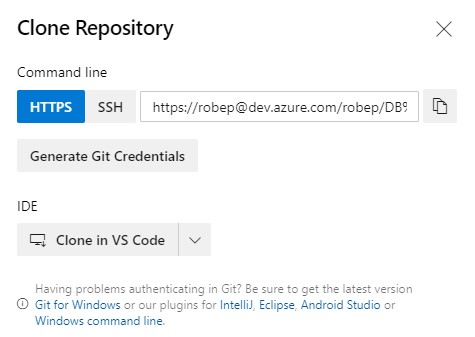 Clone Repository
Command line
HTTPS
SSH
https://robep@dev.azure.com/robep/DB%
Generate Git Credentials
IDE
Clone in VS Code
Having problems authenticating in Git? Be sure to get the latest version
Git for Windows or our plugins for IntelliJ, Eclipse, Android Studio or
Windows command line.